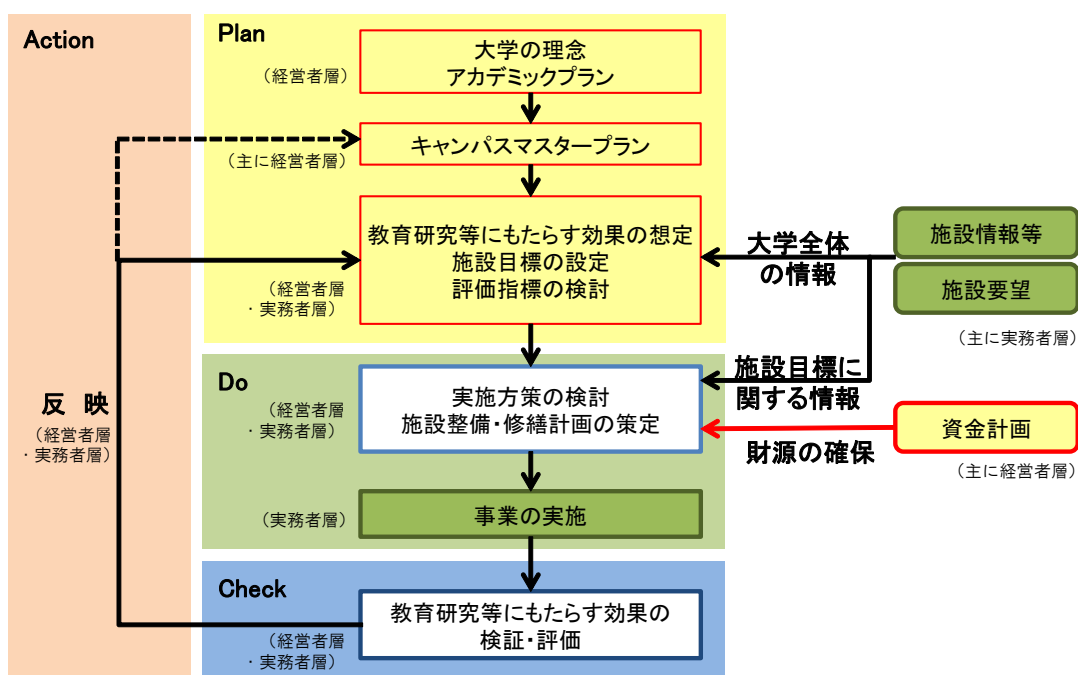 Action
Plan
大学の理念
アカデミックプラン
（経営者層）
キャンパスマスタープラン
（主に経営者層）
教育研究等にもたらす効果の想定
施設目標の設定
評価指標の検討
（経営者層
・実務者層）
大学全体
の情報
施設情報等
施設要望
（主に実務者層）
Do
実施方策の検討
施設整備・修繕計画の策定
（経営者層
・実務者層）
施設目標に
関する情報
資金計画
財源の確保
（主に経営者層）
反 映
（経営者層
・実務者層）
事業の実施
（実務者層）
Check
教育研究等にもたらす効果の
検証・評価
（経営者層
・実務者層）